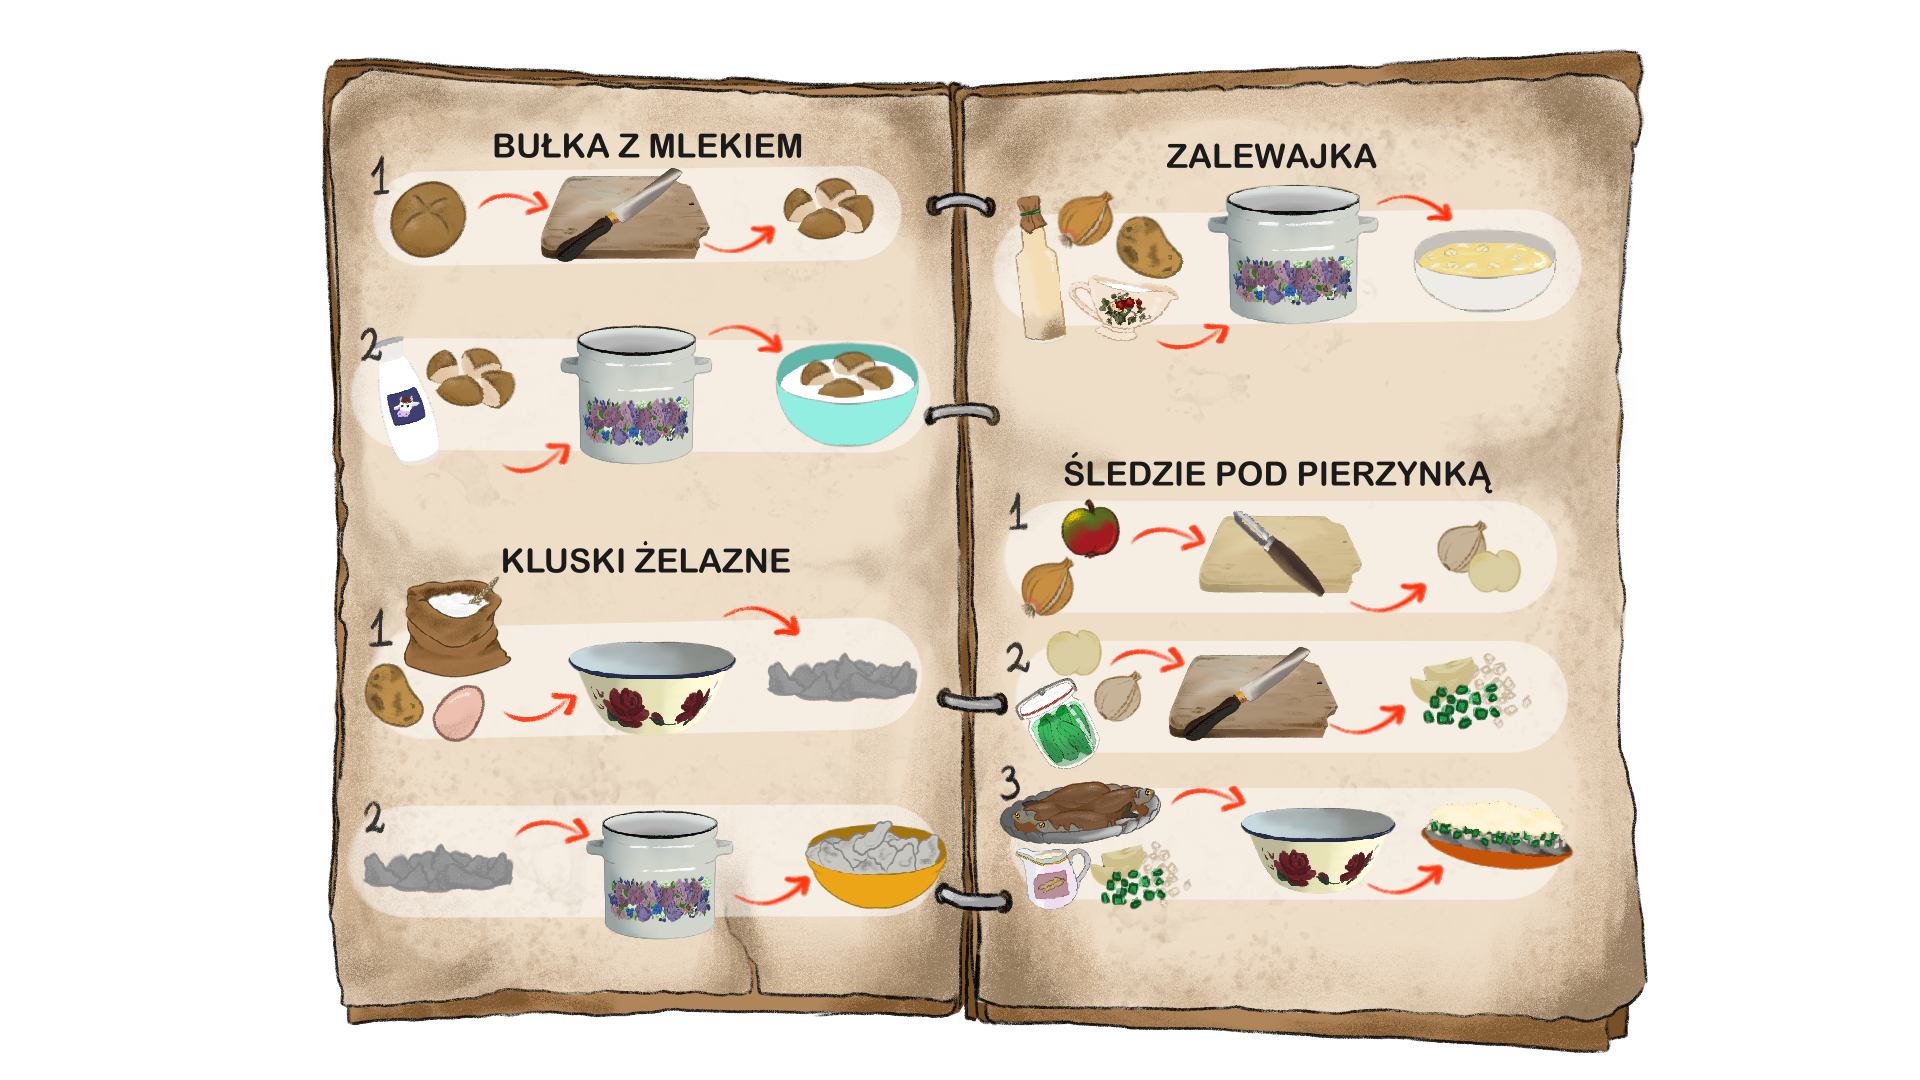 BUŁKA Z MLEKIEM
1
2
KLUSKI ŻELAZNE
1
2
ZALEWAJKA
ŚLEDZIE POD PIERZYNKĄ
1
2
3